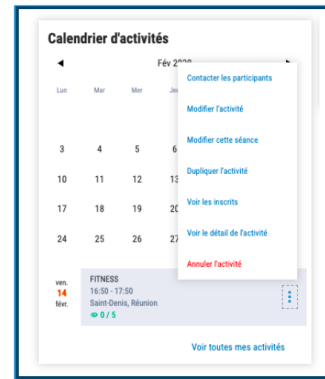 Calendrier d'activités
◀ Fév 2020
Lun Mar Mer
Contacter les participants
Modifier l'activité
Modifier cette séance
Dupliquer l'activité
Voir les inscrits
Voir le détail de l'activité
Annuler l'activité
3 4 5 6
10 11 12 13
17 18 19 20
24 25 26 27
ven.
14
févr.
FITNESS
16:50 - 17:50
Saint-Denis, Réunion
0 / 5
Voir toutes mes activités